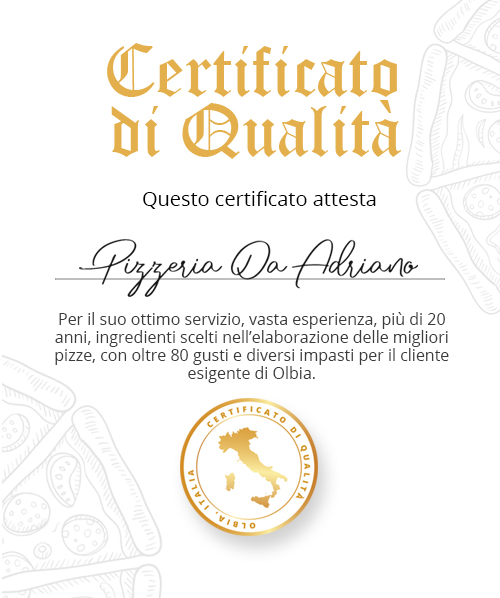 Certificato
di Qualità
Questo certificato attesta
Pizzeria Da Adriano
Per il suo ottimo servizio, vasta esperienza, più di 20
anni, ingredienti scelti nell’elaborazione delle migliori
pizze, con oltre 80 gusti e diversi impasti per il cliente
esigente di Olbia.
CERTIFICATO DI QUALITÀ
OLBIA, ITALIA